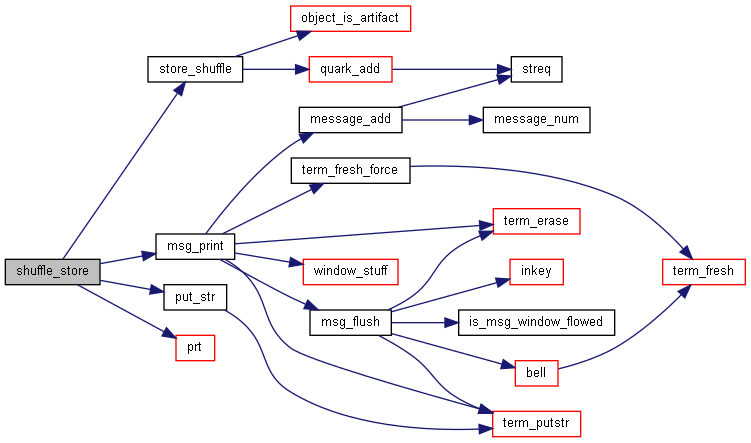 object_is_artifact
store_shuffle
quark_add
streq
message_add
message_num
term_fresh_force
term_erase
msg_print
shuffle_store
window_stuff
inkey
term_fresh
put_str
msg_flush
is_msg_window_flowed
prt
bell
term_putstr